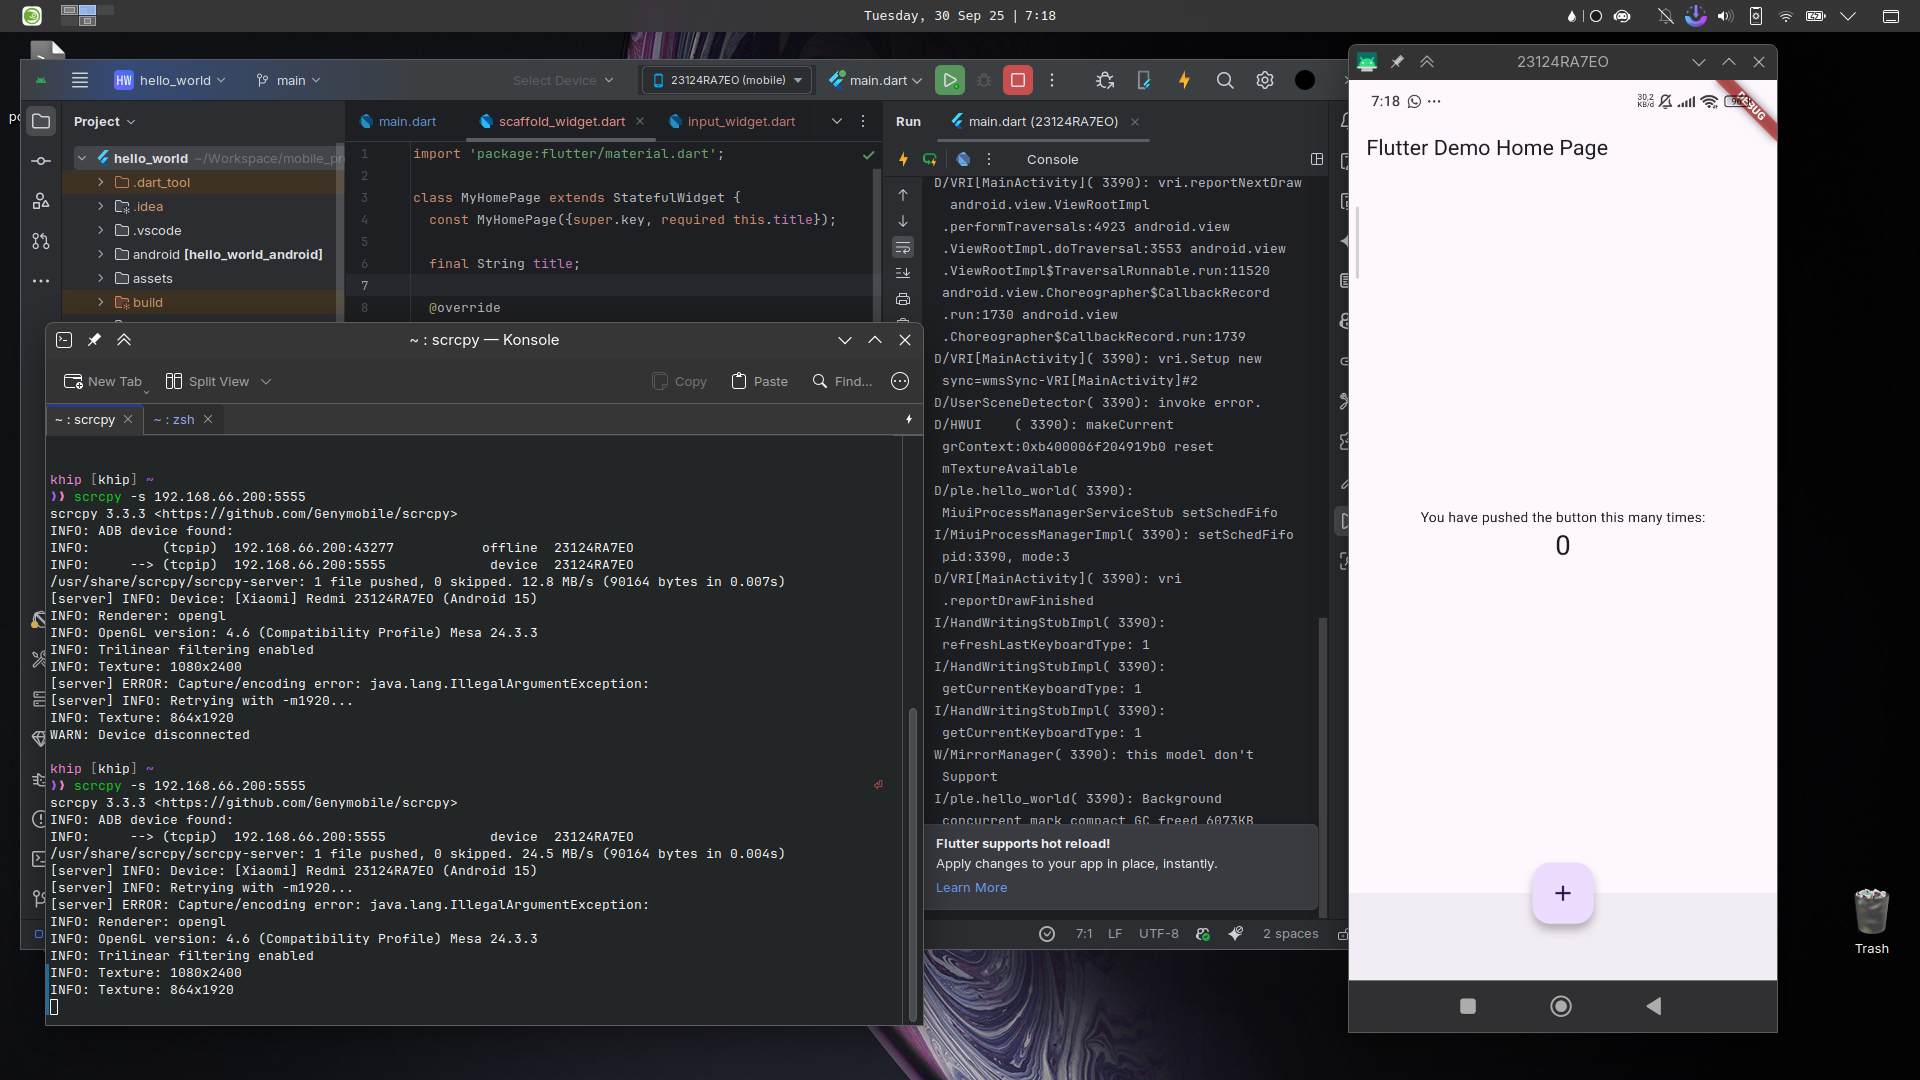 Tuesday, 30 Sep 25 | 7:18
HW hello_world
main
Select Device
23124RA7EO (mobile)
main.dart
Project
hello_world ~/Workspace/mobile_pr
.dart_tool
.idea
.vscode
android [hello_world_android]
assets
build
main.dart
scaffold_widget.dart
input_widget.dart
1 import 'package:flutter/material.dart';
2
3 class MyHomePage extends StatefulWidget {
4 const MyHomePage({super.key, required this.title});
5
6 final String title;
7
8 @override
Run main.dart (23124RA7EO)
Console
D/VRI[MainActivity]( 3390): vri.reportNextDraw
android.view.ViewRootImpl
.performTraversals:4923 android.view
.ViewRootImpl.doTraversal:3553 android.view
.ViewRootImpl$TraversalRunnable.run:11520
android.view.Choreographer$CallbackRecord
.run:1730 android.view
.Choreographer$CallbackRecord.run:1739
D/VRI[MainActivity]( 3390): vri.Setup new
sync=wmsSync-VRI[MainActivity]#2
D/UserSceneDetector( 3390): invoke error.
D/HWUI    ( 3390): makeCurrent
grContext:0xb400006f204919b0 reset
mTextureAvailable
D/ple.hello_world( 3390):
MiuiProcessManagerServiceStub setSchedFifo
I/MiuiProcessManagerImpl( 3390): setSchedFifo
pid:3390, mode:3
D/VRI[MainActivity]( 3390): vri
.reportDrawFinished
I/HandWritingStubImpl( 3390):
refreshLastKeyboardType: 1
I/HandWritingStubImpl( 3390):
getCurrentKeyboardType: 1
I/HandWritingStubImpl( 3390):
getCurrentKeyboardType: 1
W/MirrorManager( 3390): this model don't
Support
I/ple.hello_world( 3390): Background
concurrent mark compact GC freed 6073KB
Flutter supports hot reload!
Apply changes to your app in place, instantly.
Learn More
7:1 LF UTF-8 2 spaces
~ : scrcpy — Konsole
New Tab
Split View
Copy
Paste
Find...
~ : scrcpy
~ : zsh
khip [khip] ~
❱❱ scrcpy -s 192.168.66.200:5555
scrcpy 3.3.3 <https://github.com/Genymobile/scrcpy>
INFO: ADB device found:
INFO:         (tcpip)  192.168.66.200:43277           offline  23124RA7EO
INFO:     --> (tcpip)  192.168.66.200:5555             device  23124RA7EO
/usr/share/scrcpy/scrcpy-server: 1 file pushed, 0 skipped. 12.8 MB/s (90164 bytes in 0.007s)
[server] INFO: Device: [Xiaomi] Redmi 23124RA7EO (Android 15)
INFO: Renderer: opengl
INFO: OpenGL version: 4.6 (Compatibility Profile) Mesa 24.3.3
INFO: Trilinear filtering enabled
INFO: Texture: 1080x2400
[server] ERROR: Capture/encoding error: java.lang.IllegalArgumentException:
[server] INFO: Retrying with -m1920...
INFO: Texture: 864x1920
WARN: Device disconnected
khip [khip] ~
❱❱ scrcpy -s 192.168.66.200:5555
scrcpy 3.3.3 <https://github.com/Genymobile/scrcpy>
INFO: ADB device found:
INFO:     --> (tcpip)  192.168.66.200:5555             device  23124RA7EO
/usr/share/scrcpy/scrcpy-server: 1 file pushed, 0 skipped. 24.5 MB/s (90164 bytes in 0.004s)
[server] INFO: Device: [Xiaomi] Redmi 23124RA7EO (Android 15)
[server] INFO: Retrying with -m1920...
[server] ERROR: Capture/encoding error: java.lang.IllegalArgumentException:
INFO: Renderer: opengl
INFO: OpenGL version: 4.6 (Compatibility Profile) Mesa 24.3.3
INFO: Trilinear filtering enabled
INFO: Texture: 1080x2400
INFO: Texture: 864x1920
23124RA7EO
7:18
30,2
KB/d
DEBUG
Flutter Demo Home Page
You have pushed the button this many times:
0
+
Trash